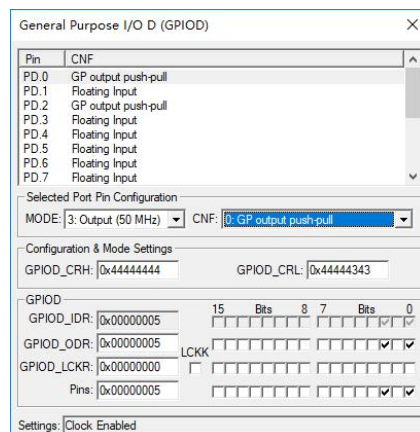 General Purpose I/O D (GPIOD)
Pin CNF
PD.0 GP output push-pull
PD.1 Floating Input
PD.2 GP output push-pull
PD.3 Floating Input
PD.4 Floating Input
PD.5 Floating Input
PD.6 Floating Input
PD.7 Floating Input
Selected Port Pin Configuration
MODE: 3: Output (50 MHz) CNF: 0: GP output push-pull
Configuration & Mode Settings
GPIOD_CRH: 0x44444444 GPIOD_CRL: 0x44444343
GPIOD
15 Bits 8 7 Bits 0
GPIOD_IDR: 0x00000005
GPIOD_ODR: 0x00000005
LCKK
GPIOD_LCKR: 0x00000000
Pins: 0x00000005
Settings: Clock Enabled